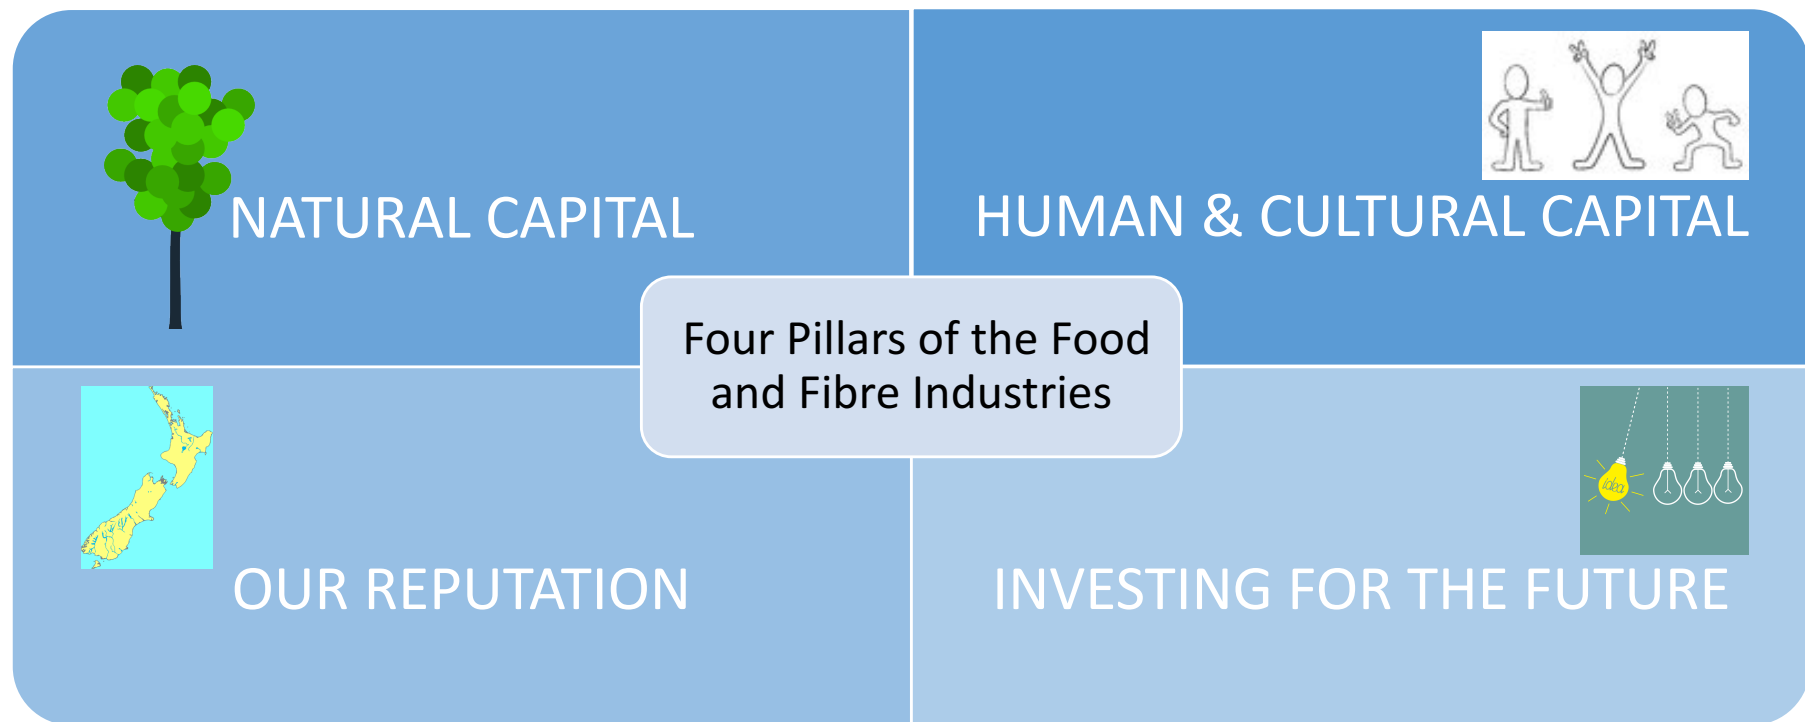 NATURAL CAPITAL
HUMAN & CULTURAL CAPITAL
Four Pillars of the Food
and Fibre Industries
idea
OUR REPUTATION
INVESTING FOR THE FUTURE